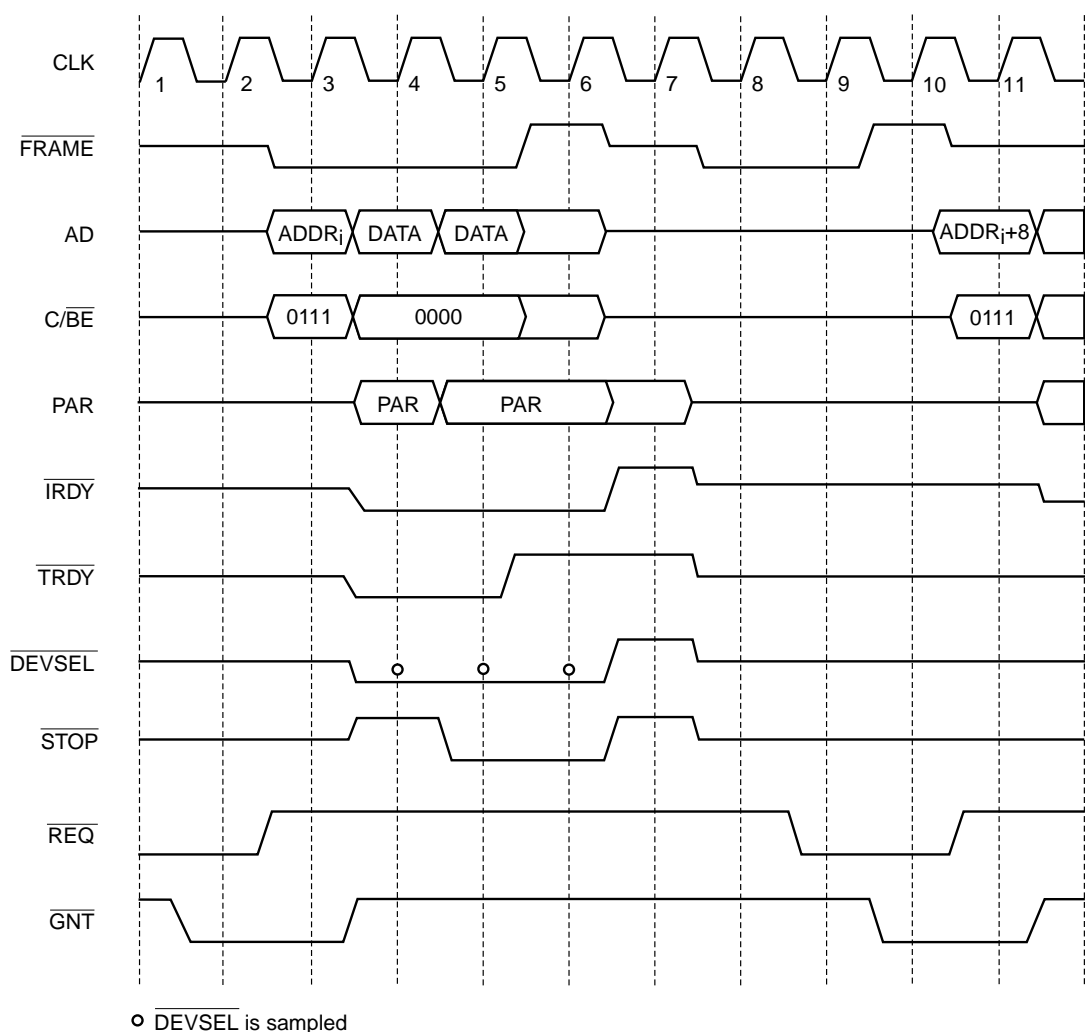 CLK
1 2 3 4 5 6 7 8 9 10 11
FRAME
AD
ADDRi DATA DATA ADDRi+8
C/BE
0111 0000 0111
PAR
PAR PAR
IRDY
TRDY
DEVSEL
STOP
REQ
GNT
DEVSEL is sampled